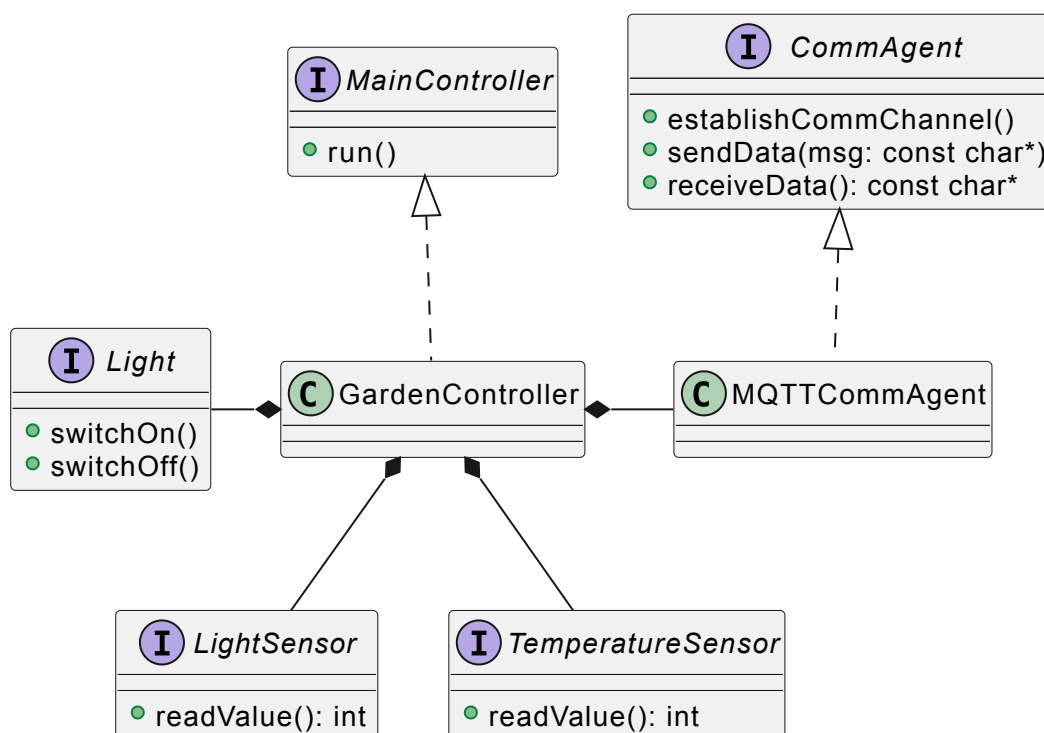 I MainController
run()
I CommAgent
establishCommChannel()
sendData(msg: const char*)
receiveData(): const char*
I Light
switchOn()
switchOff()
C GardenController
C MQTTCommAgent
I LightSensor
readValue(): int
I TemperatureSensor
readValue(): int